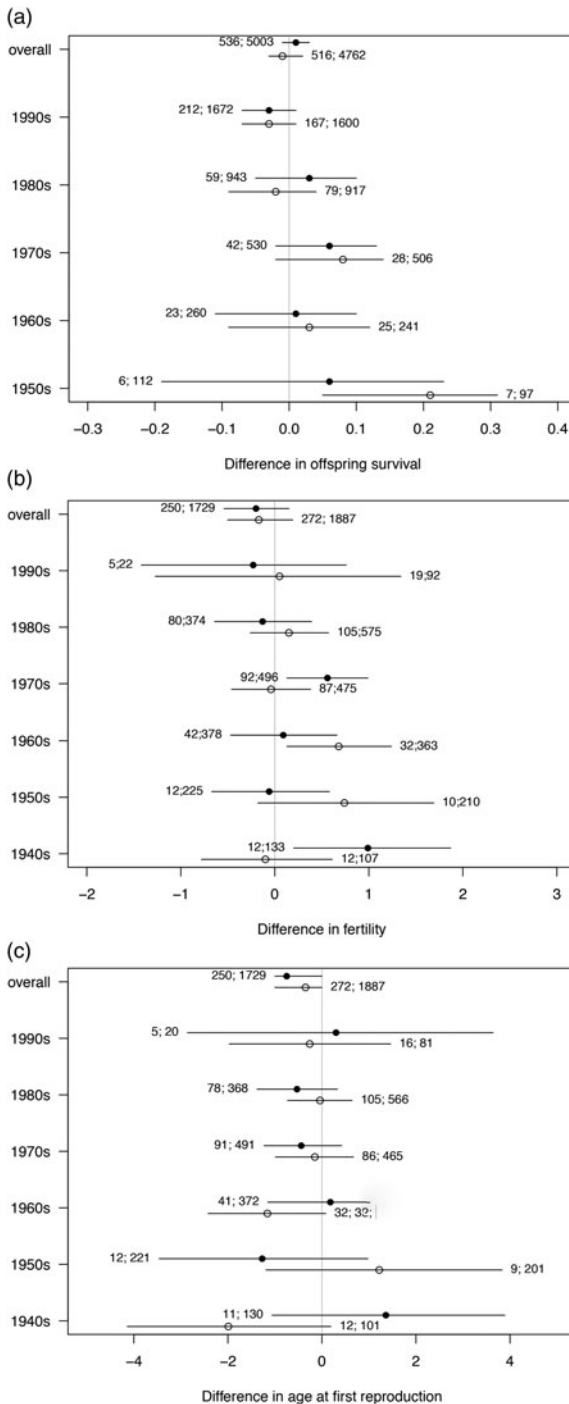 (a)
overall
536; 5003
516; 4762
1990s
212; 1672
167; 1600
1980s
59; 943
79; 917
1970s
42; 530
28; 506
1960s
23; 260
25; 241
1950s
6; 112
7; 97
−0.3 −0.2 −0.1 0.0 0.1 0.2 0.3 0.4
Difference in offspring survival
(b)
overall
250; 1729
272; 1887
1990s
5;22
19;92
1980s
80;374
105;575
1970s
92;496
87;475
1960s
42;378
32;363
1950s
12;225
10;210
1940s
12;133
12;107
−2 −1 0 1 2 3
Difference in fertility
(c)
overall
250; 1729
272; 1887
1990s
5; 20
16; 81
1980s
78; 368
105; 566
1970s
91; 491
86; 465
1960s
41; 372
32;
1950s
12; 221
9; 201
1940s
11; 130
12; 101
−4 −2 0 2 4
Difference in age at first reproduction